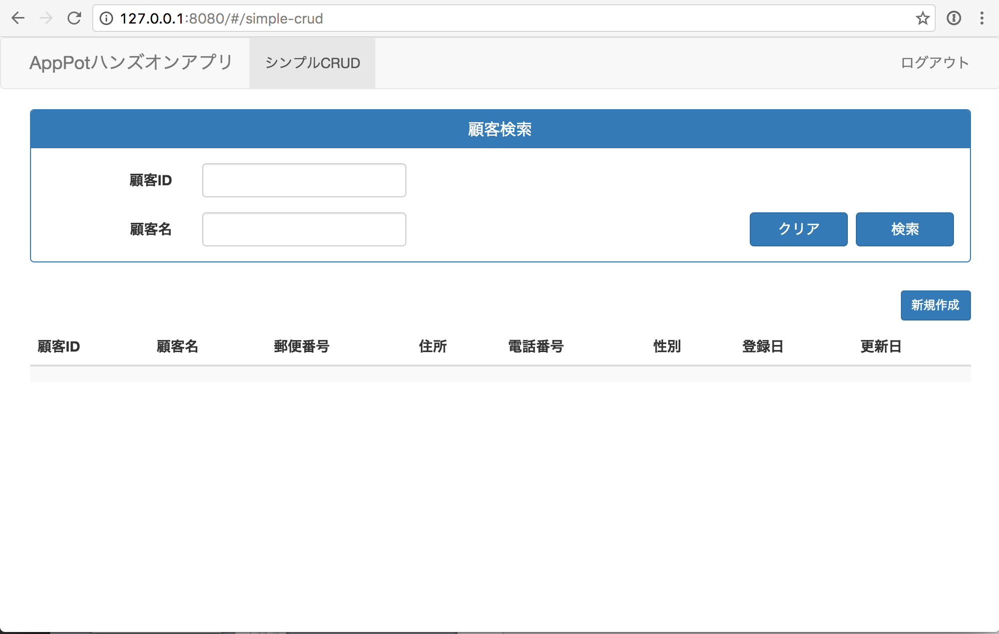 127.0.0.1:8080/#/simple-crud
AppPotハンズオンアプリ シンプルCRUD ログアウト
顧客検索
顧客ID
顧客名 クリア 検索
新規作成
顧客ID 顧客名 郵便番号 住所 電話番号 性別 登録日 更新日